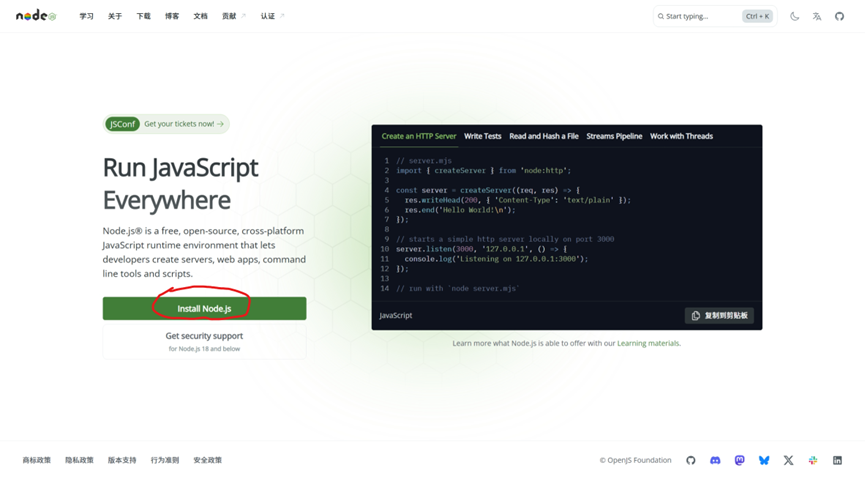 node
学习 关于 下载 博客 文档 贡献 认证
Start typing... Ctrl + K
JSConf Get your tickets now!
Run JavaScript
Everywhere
Node.js® is a free, open-source, cross-platform
JavaScript runtime environment that lets
developers create servers, web apps, command
line tools and scripts.
Install Node.js
Get security support
for Node.js 18 and below
Create an HTTP Server Write Tests Read and Hash a File Streams Pipeline Work with Threads
1 // server.mjs
2 import { createServer } from 'node:http';
3
4 const server = createServer((req, res) => {
5 res.writeHead(200, { 'Content-Type': 'text/plain' });
6 res.end('Hello World!\n');
7 });
8
9 // starts a simple http server locally on port 3000
10 server.listen(3000, '127.0.0.1', () => {
11 console.log('Listening on 127.0.0.1:3000');
12 });
13
14 // run with `node server.mjs`
JavaScript 复制到剪贴板
Learn more what Node.js is able to offer with our Learning materials.
商标政策 隐私政策 版本支持 行为准则 安全政策
© OpenJS Foundation